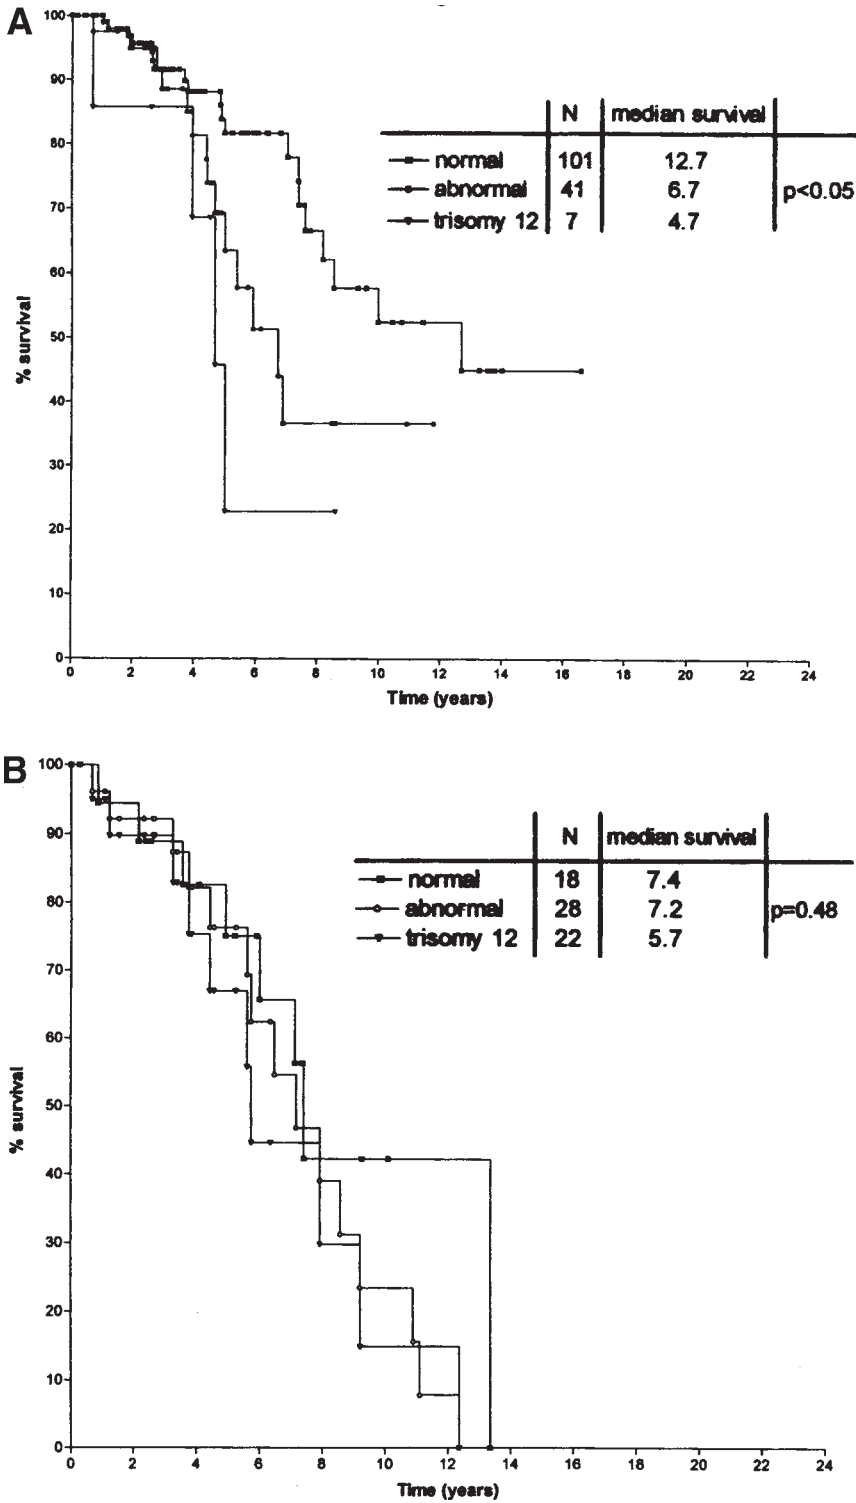 A
100
90
80
70
60
50
40
30
20
10
0
% survival
N median survival
normal 101 12.7
abnormal 41 6.7 p<0.05
trisomy 12 7 4.7
0 2 4 6 8 10 12 14 16 18 20 22 24
Time (years)
B
100
90
80
70
60
50
40
30
20
10
0
% survival
N median survival
normal 18 7.4
abnormal 28 7.2 p=0.48
trisomy 12 22 5.7
0 2 4 6 8 10 12 14 16 18 20 22 24
Time (years)